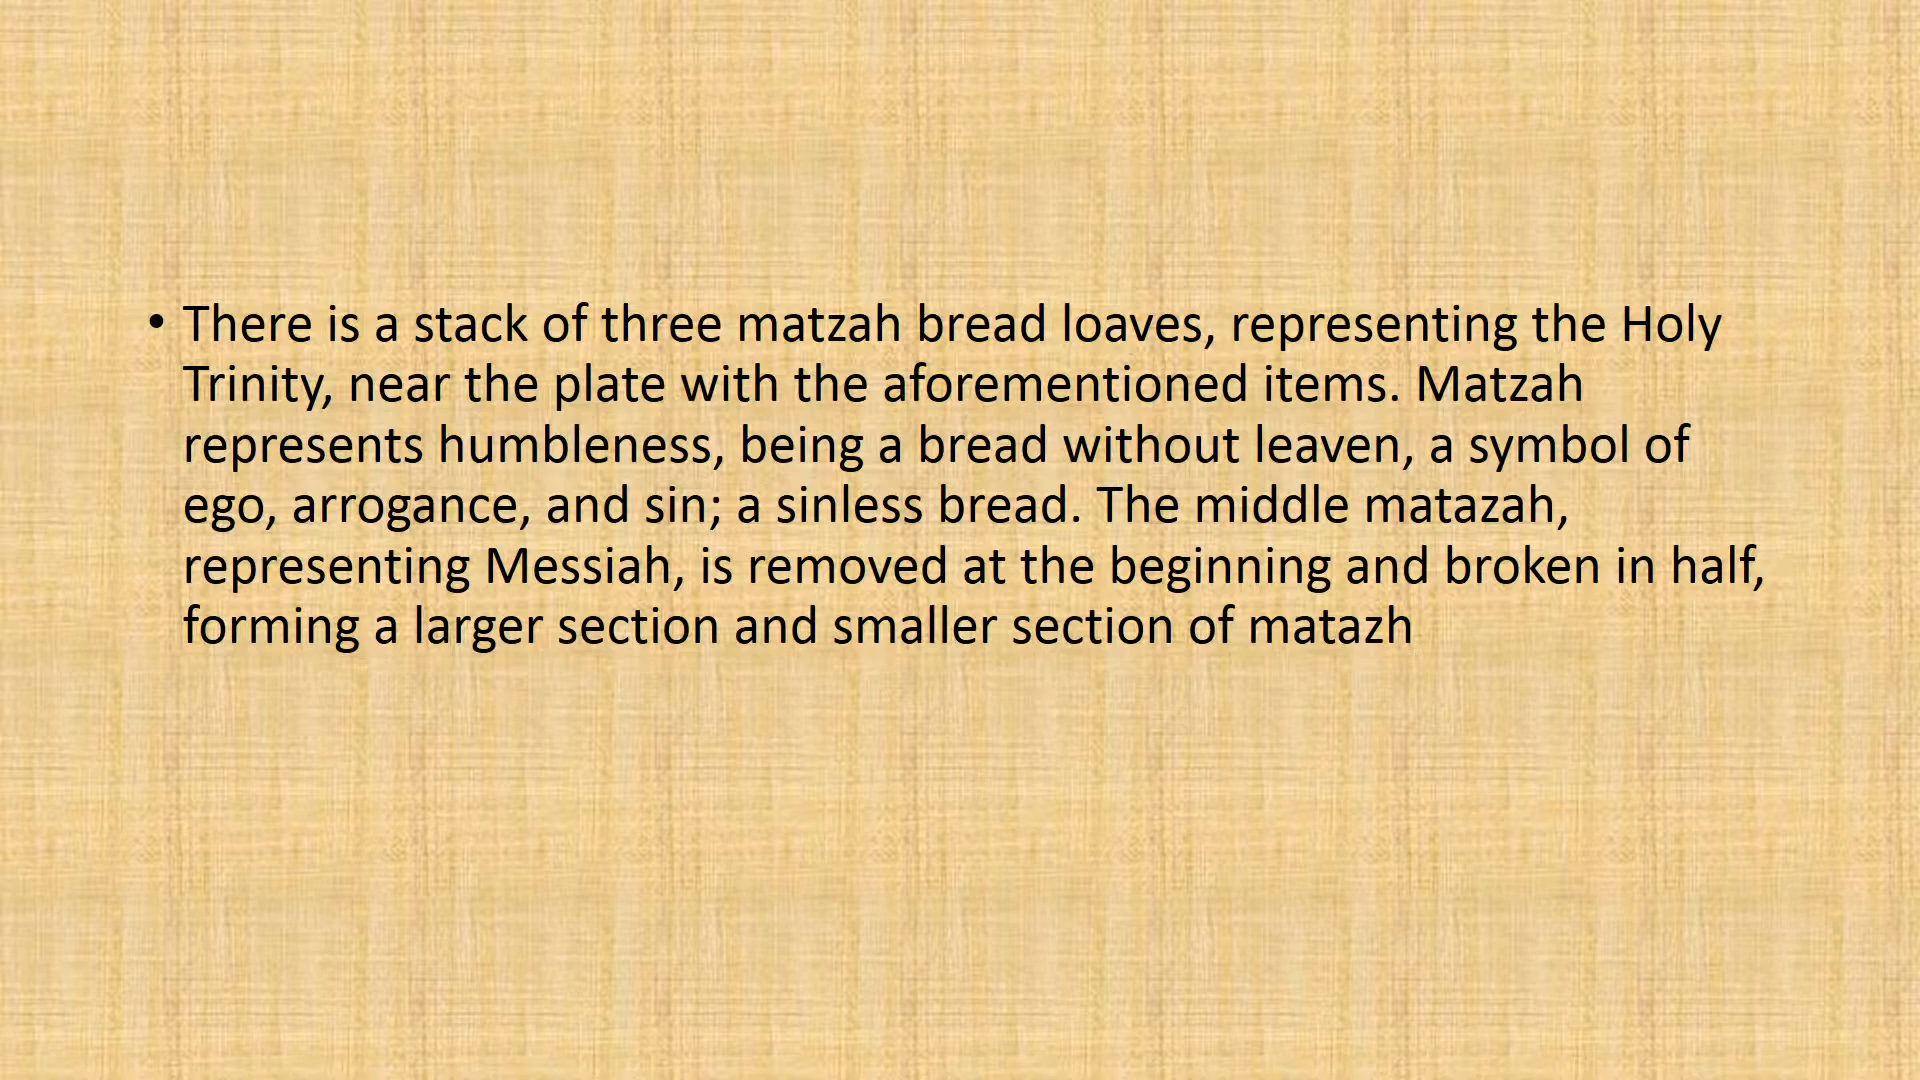 • There is a stack of three matzah bread loaves, representing the Holy
Trinity, near the plate with the aforementioned items. Matzah
represents humbleness, being a bread without leaven, a symbol of
ego, arrogance, and sin; a sinless bread. The middle matazah,
representing Messiah, is removed at the beginning and broken in half,
forming a larger section and smaller section of matazh